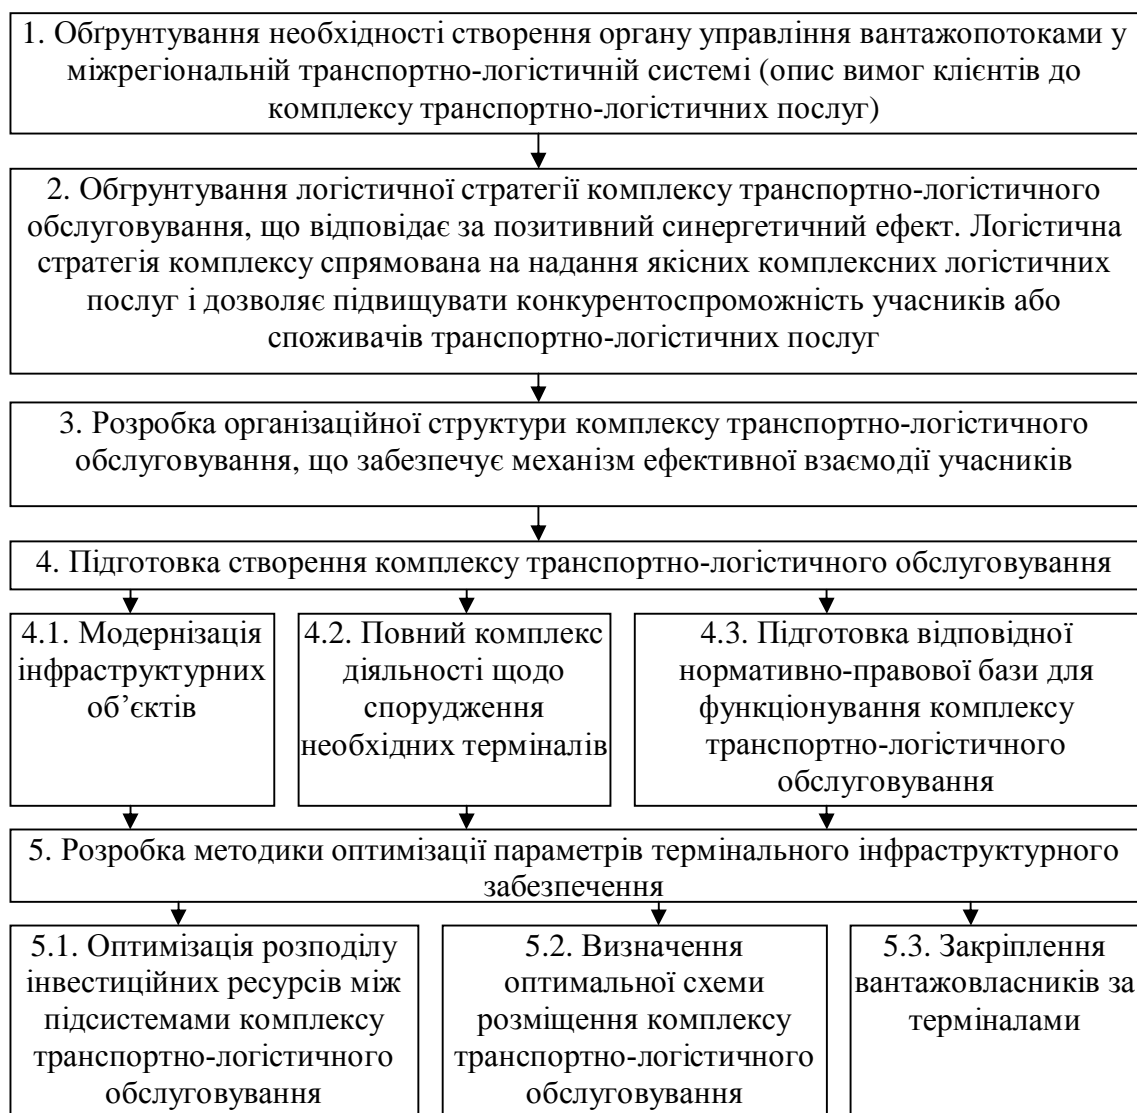 1. Обґрунтування необхідності створення органу управління вантажопотоками у
міжрегіональній транспортно-логістичній системі (опис вимог клієнтів до
комплексу транспортно-логістичних послуг)
2. Обгрунтування логістичної стратегії комплексу транспортно-логістичного
обслуговування, що відповідає за позитивний синергетичний ефект. Логістична
стратегія комплексу спрямована на надання якісних комплексних логістичних
послуг і дозволяє підвищувати конкурентоспроможність учасників або
споживачів транспортно-логістичних послуг
3. Розробка організаційної структури комплексу транспортно-логістичного
обслуговування, що забезпечує механізм ефективної взаємодії учасників
4. Підготовка створення комплексу транспортно-логістичного обслуговування
4.1. Модернізація
інфраструктурних
об’єктів
4.2. Повний комплекс
діяльності щодо
спорудження
необхідних терміналів
4.3. Підготовка відповідної
нормативно-правової бази для
функціонування комплексу
транспортно-логістичного
обслуговування
5. Розробка методики оптимізації параметрів термінального інфраструктурного
забезпечення
5.1. Оптимізація розподілу
інвестиційних ресурсів між
підсистемами комплексу
транспортно-логістичного
обслуговування
5.2. Визначення
оптимальної схеми
розміщення комплексу
транспортно-логістичного
обслуговування
5.3. Закріплення
вантажовласників за
терміналами